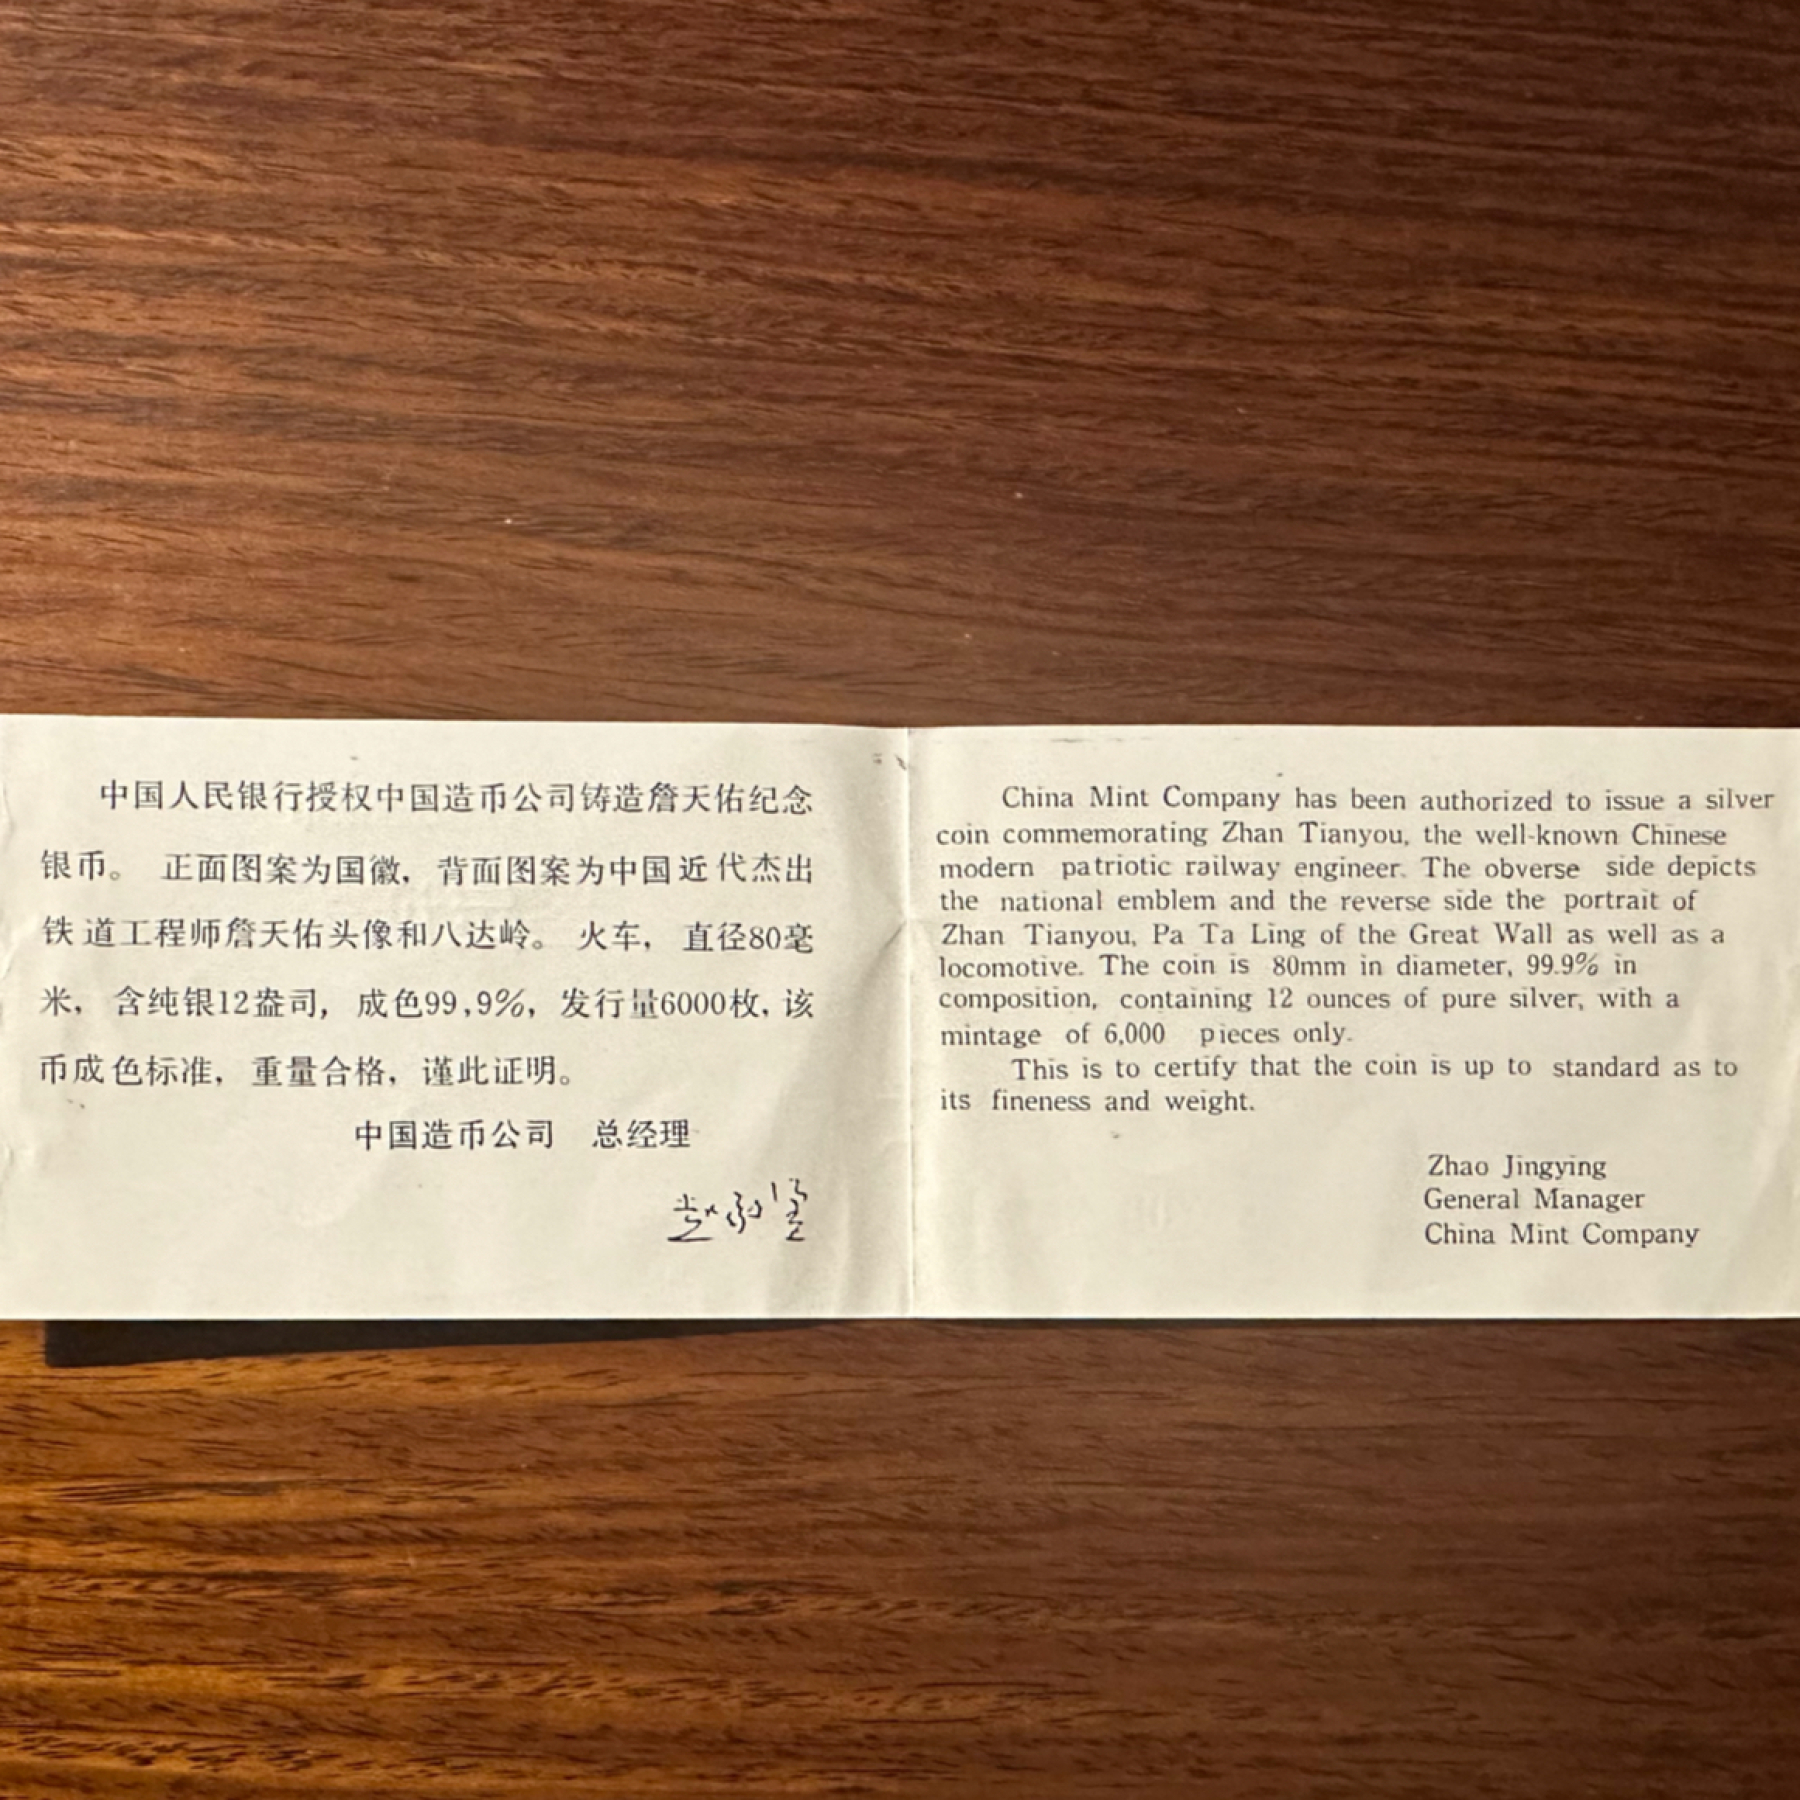 中国人民银行授权中国造币公司铸造詹天佑纪念
银币。 正面图案为国徽, 背面图案为中国近代杰出
铁道工程师詹天佑头像和八达岭。 火车, 直径80毫
米, 含纯银12盎司, 成色99,9%, 发行量6000枚, 该
币成色标准, 重量合格, 谨此证明。
中国造币公司 总经理
China Mint Company has been authorized to issue a silver
coin commemorating Zhan Tianyou, the well-known Chinese
modern patriotic railway engineer. The obverse side depicts
the national emblem and the reverse side the portrait of
Zhan Tianyou, Pa Ta Ling of the Great Wall as well as a
locomotive. The coin is 80mm in diameter, 99.9% in
composition, containing 12 ounces of pure silver, with a
mintage of 6,000 pieces only.
This is to certify that the coin is up to standard as to
its fineness and weight.
Zhao Jingying
General Manager
China Mint Company